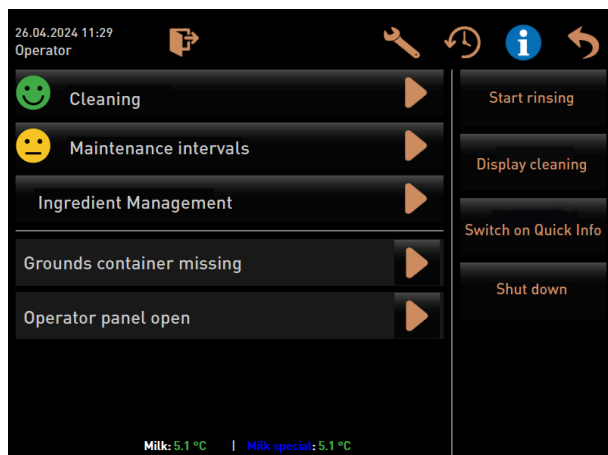 26.04.2024 11:29
Operator
i
Cleaning
Maintenance intervals
Ingredient Management
Grounds container missing
Operator panel open
Start rinsing
Display cleaning
Switch on Quick Info
Shut down
Milk: 5.1 °C | Milk special: 5.1 °C